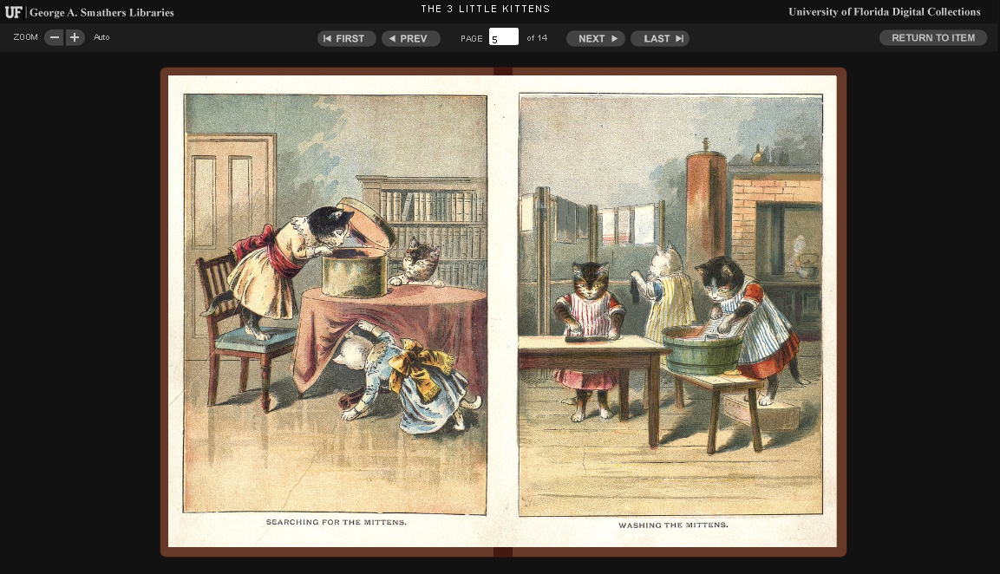 THE 3 LITTLE KITTENS
UF George A. Smathers Libraries
University of Florida Digital Collections
ZOOM Auto
FIRST PREV PAGE 5 of 14 NEXT LAST
RETURN TO ITEM
SEARCHING FOR THE MITTENS.
WASHING THE MITTENS.